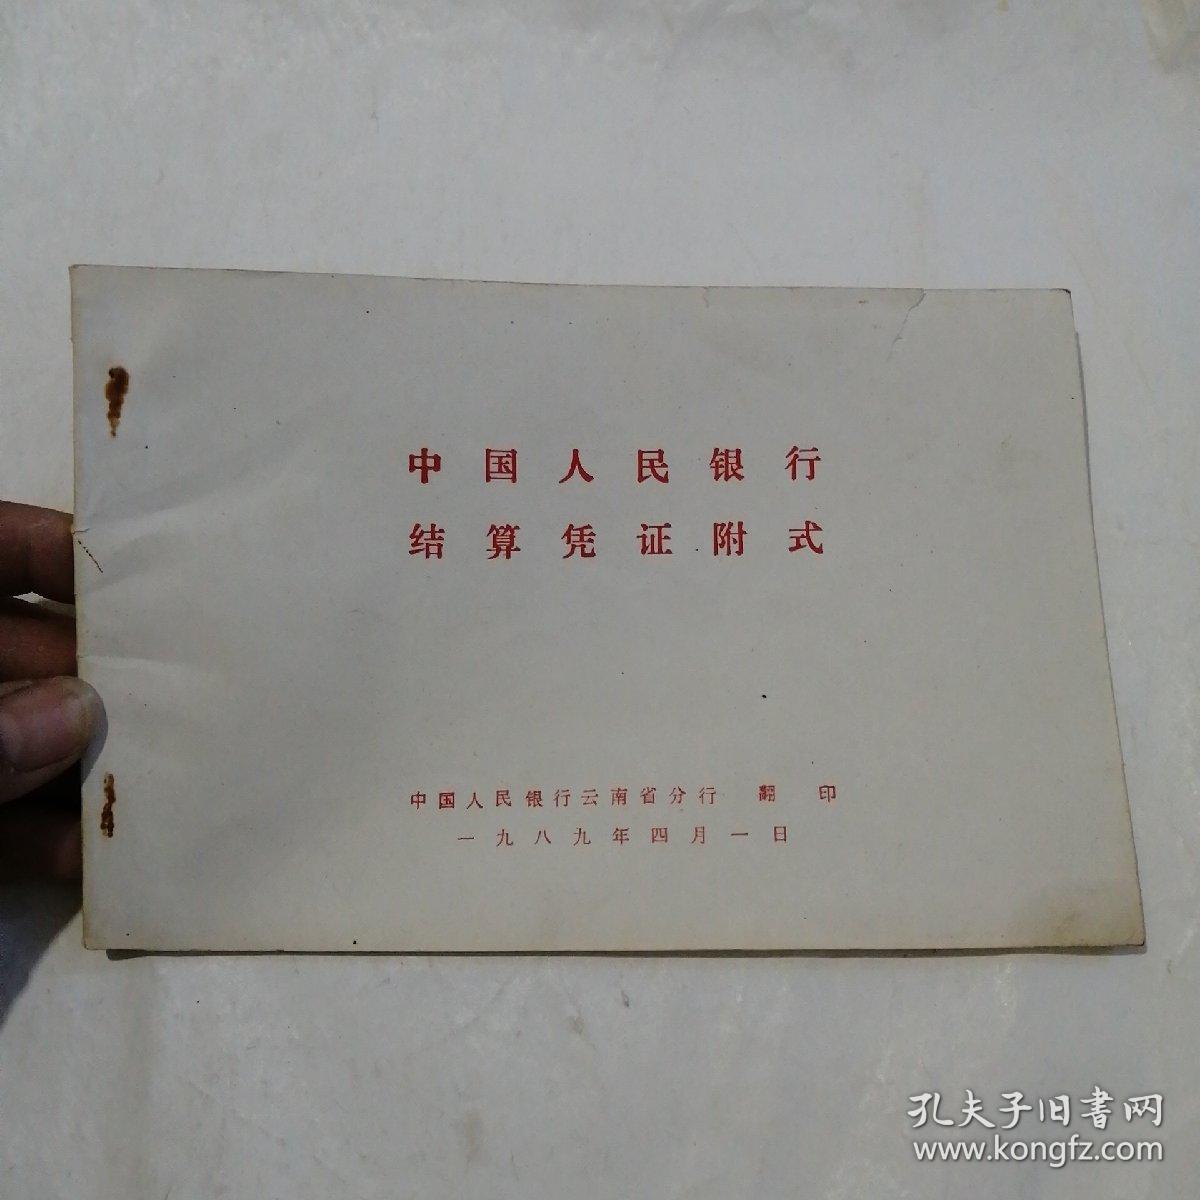 中国人民银行
结算凭证附式
中国人民银行云南省分行 翻印
一九八九年四月一日
孔夫子旧书网
www.kongfz.com